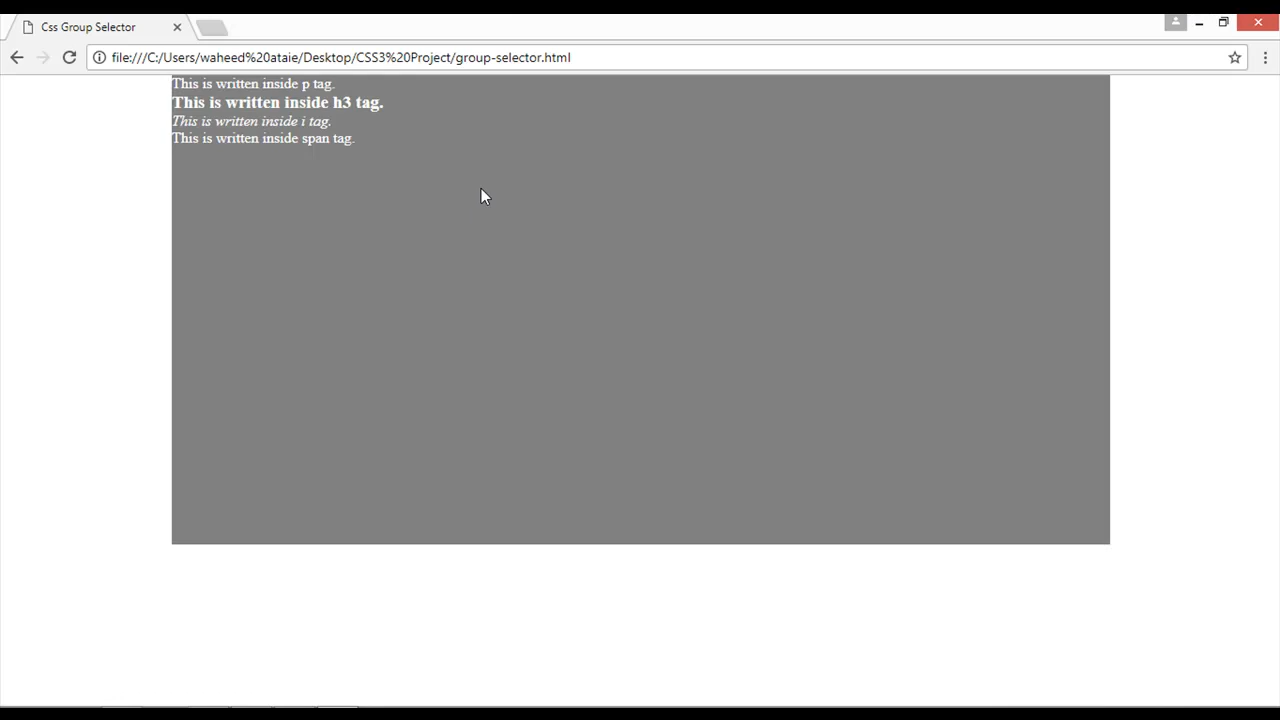 Css Group Selector
file:///C:/Users/waheed%20ataie/Desktop/CSS3%20Project/group-selector.html
This is written inside p tag.
This is written inside h3 tag.
This is written inside i tag.
This is written inside span tag.